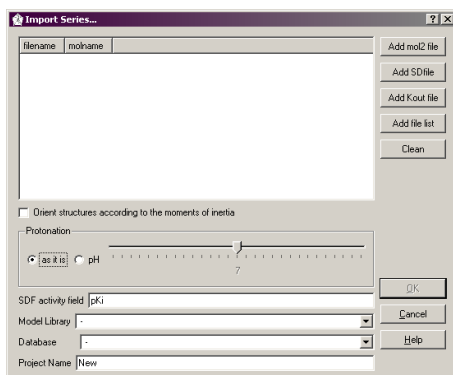 Import Series...
filename molname
Add mol2 file
Add SDfile
Add Kout file
Add file list
Clean
Orient structures according to the moments of inertia
Protonation
as it is pH
7
SDF activity field pKi
Model Library -
Database -
Project Name New
OK
Cancel
Help